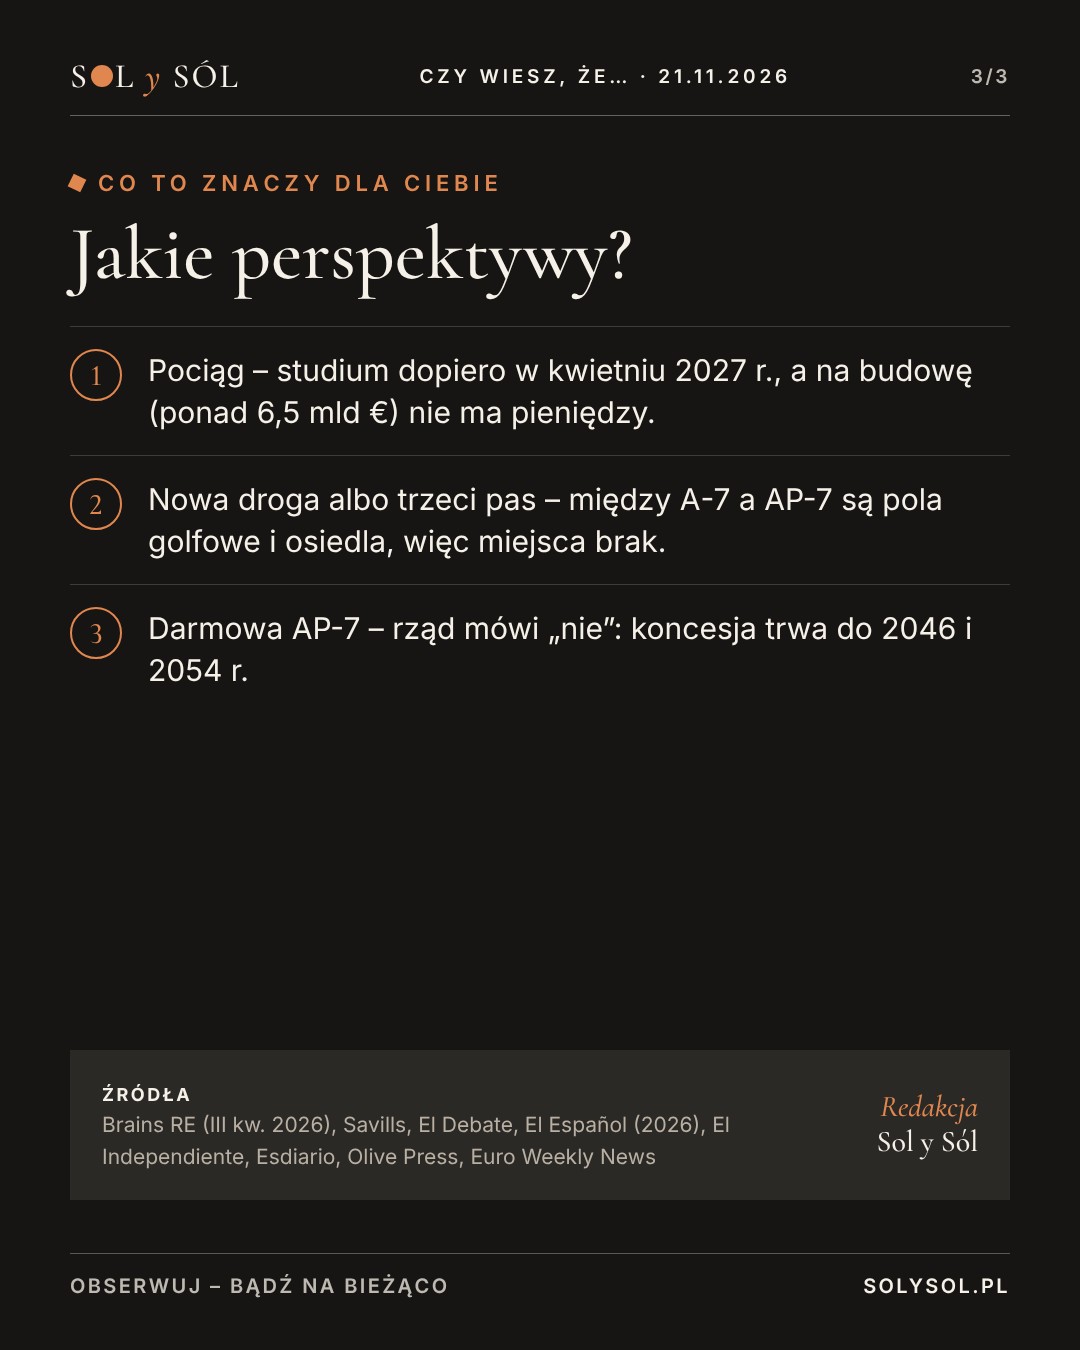 SOL y SÓL
CZY WIESZ, ŻE… · 21.11.2026
3/3
CO TO ZNACZY DLA CIEBIE
Jakie perspektywy?
1
Pociąg – studium dopiero w kwietniu 2027 r., a na budowę
(ponad 6,5 mld €) nie ma pieniędzy.
2
Nowa droga albo trzeci pas – między A-7 a AP-7 są pola
golfowe i osiedla, więc miejsca brak.
3
Darmowa AP-7 – rząd mówi „nie”: koncesja trwa do 2046 i
2054 r.
ŹRÓDŁA
Brains RE (III kw. 2026), Savills, El Debate, El Español (2026), El
Independiente, Esdiario, Olive Press, Euro Weekly News
Redakcja
Sol y Sól
OBSERWUJ – BĄDŹ NA BIEŻĄCO
SOLYSOL.PL